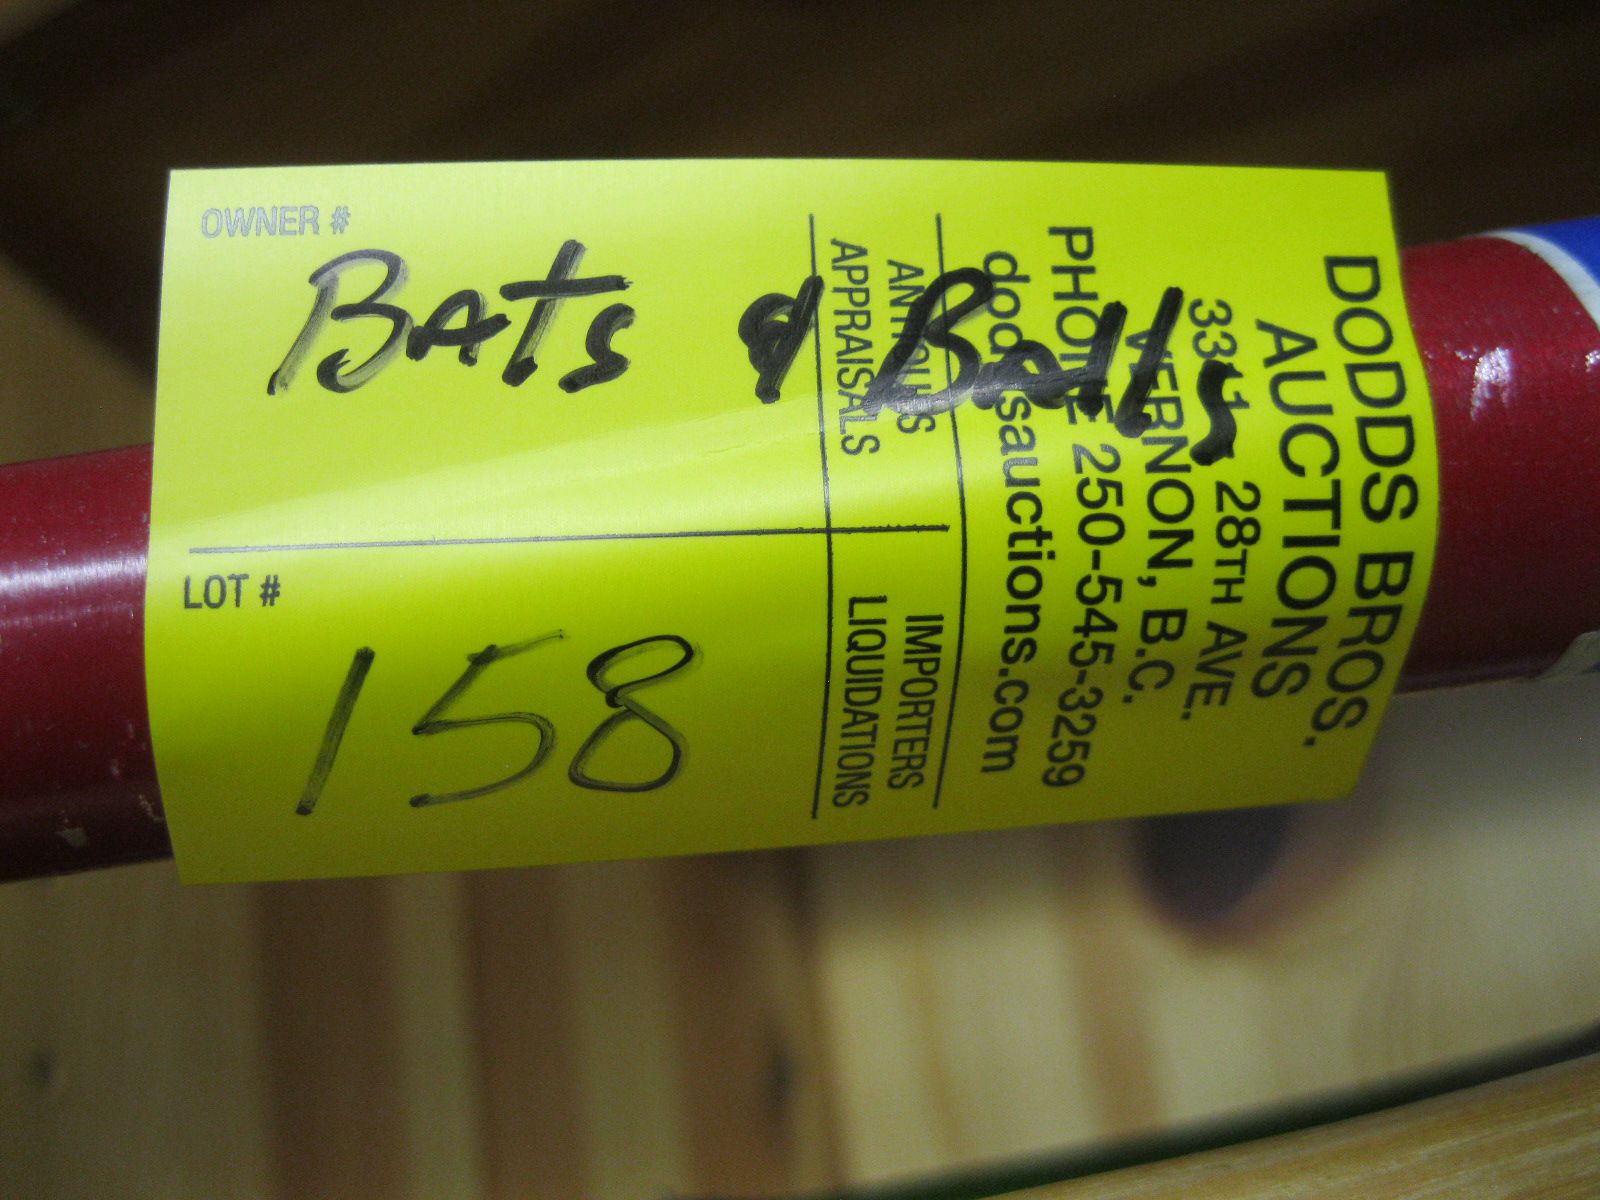 OWNER #
Bats & Balls
LOT #
158
DODDS BROS.
AUCTIONS
3311 28TH AVE.
VERNON, B.C.
PHONE 250-545-3259
doddsauctions.com
ANTIQUES IMPORTERS
APPRAISALS LIQUIDATIONS